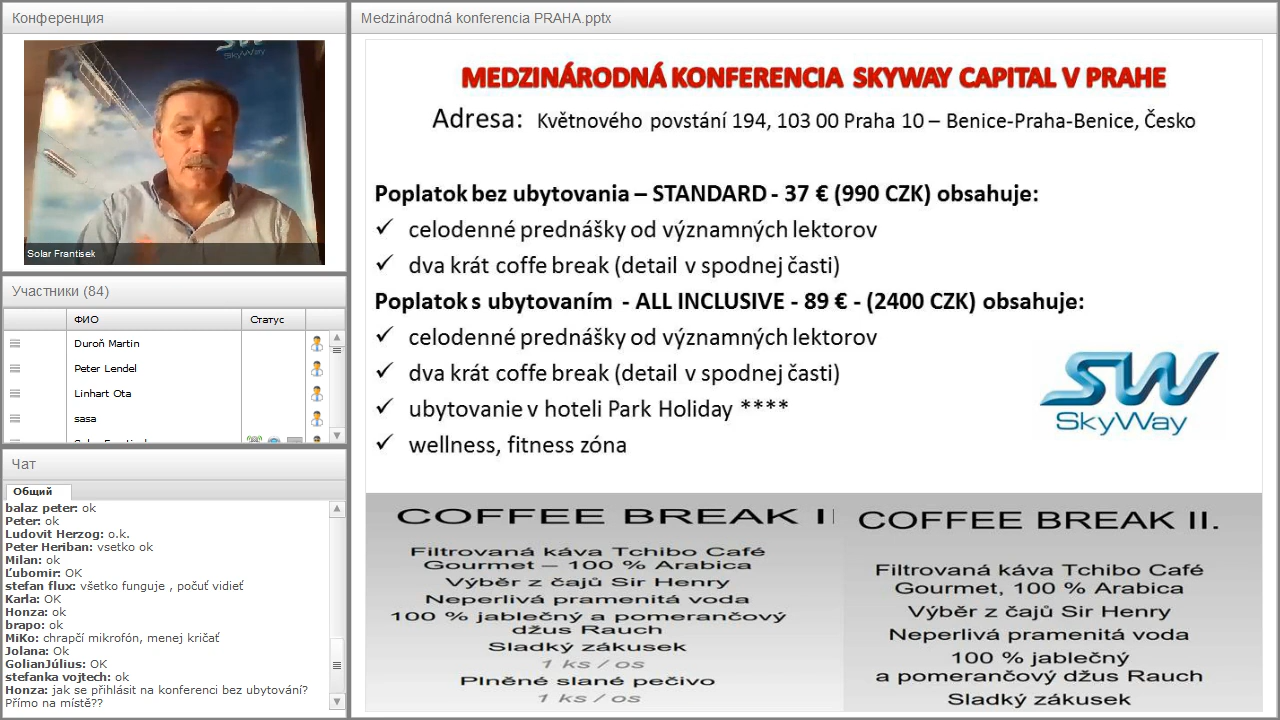 Конференция
SW
SkyWay
Solar Frantisek
Участники (84)
ФИО
Статус
Duroň Martin
Peter Lendel
Linhart Ota
sasa
Чат
Общий
balaz peter: ok
Peter: ok
Ludovit Herzog: o.k.
Peter Heriban: vsetko ok
Milan: ok
Ľubomir: OK
stefan flux: všetko funguje , počuť vidieť
Karla: OK
Honza: ok
brapo: ok
MiKo: chrapčí mikrofón, menej kričať
Jolana: Ok
GolianJúlius: OK
stefanka vojtech: ok
Honza: jak se přihlásit na konferenci bez ubytování?
Přímo na místě??
Medzinárodná konferencia PRAHA.pptx
MEDZINÁRODNÁ KONFERENCIA SKYWAY CAPITAL V PRAHE
Adresa: Květnového povstání 194, 103 00 Praha 10 – Benice-Praha-Benice, Česko
Poplatok bez ubytovania – STANDARD - 37 € (990 CZK) obsahuje:
✓ celodenné prednášky od významných lektorov
✓ dva krát coffe break (detail v spodnej časti)
Poplatok s ubytovaním - ALL INCLUSIVE - 89 € - (2400 CZK) obsahuje:
✓ celodenné prednášky od významných lektorov
✓ dva krát coffe break (detail v spodnej časti)
✓ ubytovanie v hoteli Park Holiday ****
✓ wellness, fitness zóna
SW
SkyWay
COFFEE BREAK I
Filtrovaná káva Tchibo Café
Gourmet – 100 % Arabica
Výběr z čajů Sir Henry
Neperlivá pramenitá voda
100 % jablečný a pomerančový
džus Rauch
Sladký zákusek
1 ks / os
Plněné slané pečivo
1 ks / os
COFFEE BREAK II.
Filtrovaná káva Tchibo Café
Gourmet, 100 % Arabica
Výběr z čajů Sir Henry
Neperlivá pramenitá voda
100 % jablečný
a pomerančový džus Rauch
Sladký zákusek